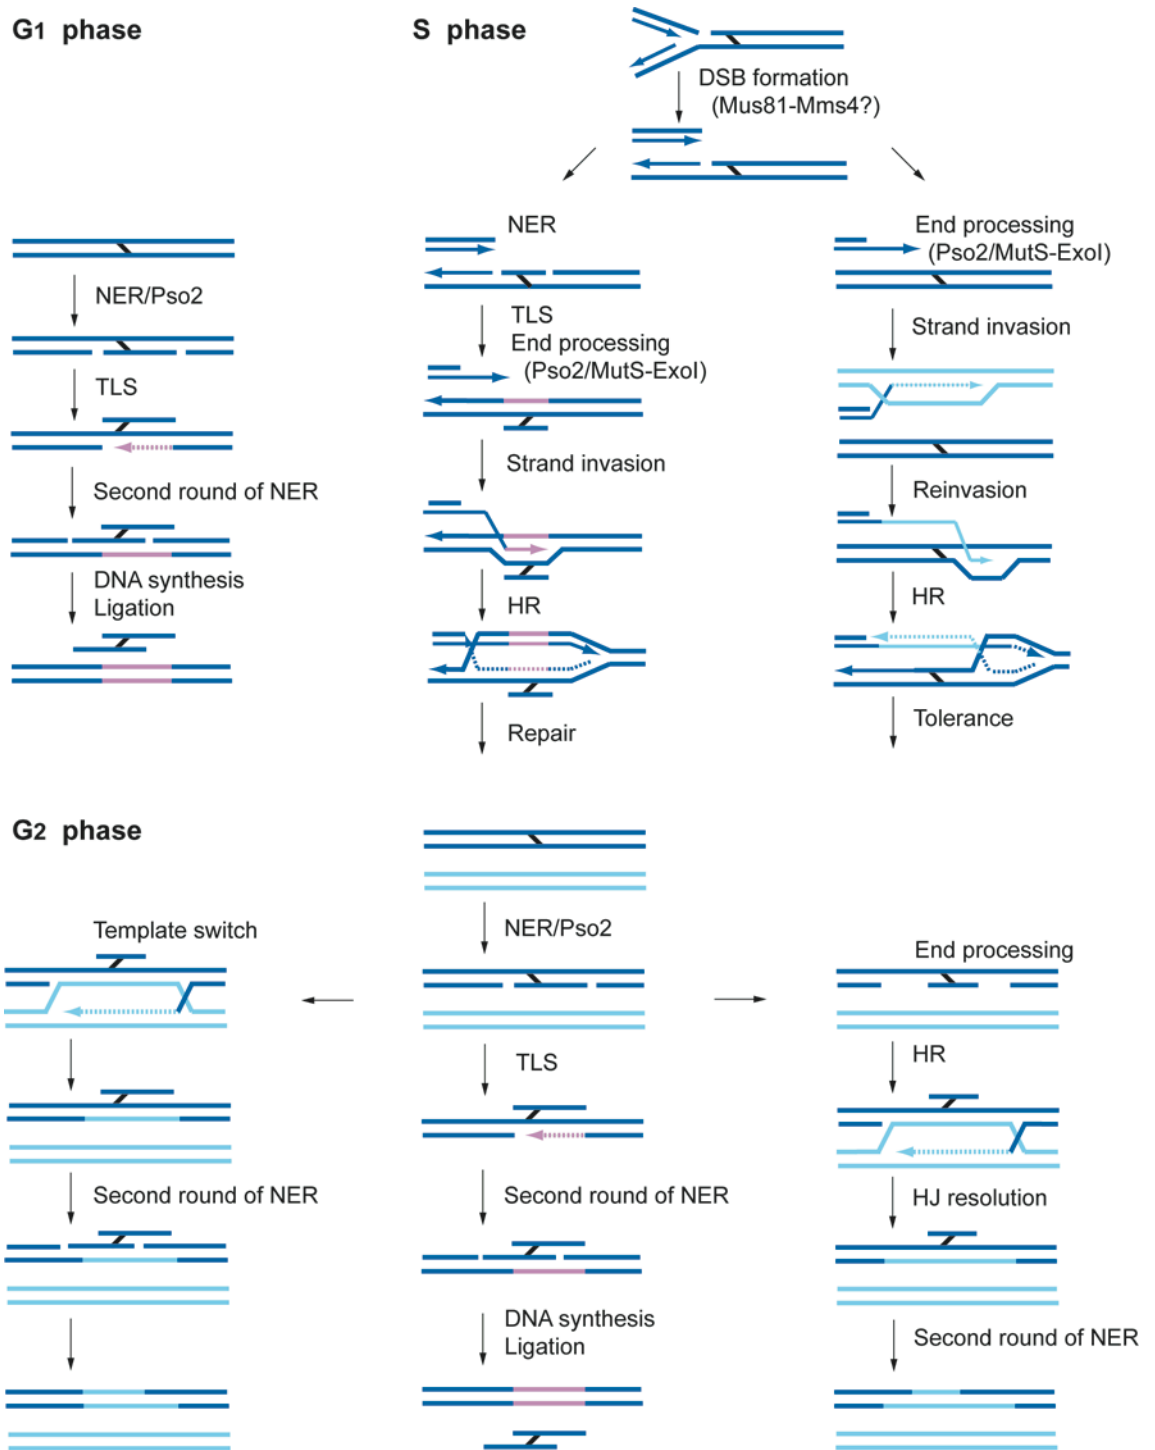 G1 phase
NER/Pso2
TLS
Second round of NER
DNA synthesis
Ligation
S phase
DSB formation
(Mus81-Mms4?)
NER
TLS
End processing
(Pso2/MutS-ExoI)
Strand invasion
HR
Repair
End processing
(Pso2/MutS-ExoI)
Strand invasion
Reinvasion
HR
Tolerance
G2 phase
Template switch
Second round of NER
NER/Pso2
TLS
Second round of NER
DNA synthesis
Ligation
End processing
HR
HJ resolution
Second round of NER